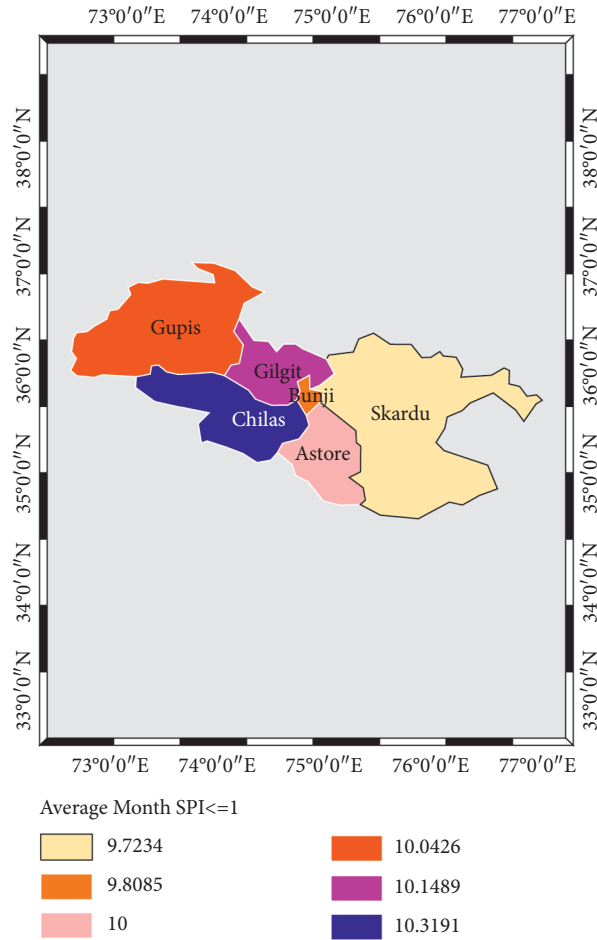 73°0′0″E 74°0′0″E 75°0′0″E 76°0′0″E 77°0′0″E
38°0′0″N
37°0′0″N
36°0′0″N
35°0′0″N
34°0′0″N
33°0′0″N
38°0′0″N
37°0′0″N
36°0′0″N
35°0′0″N
34°0′0″N
33°0′0″N
Gupis
Gilgit
Bunji
Chilas
Skardu
Astore
73°0′0″E 74°0′0″E 75°0′0″E 76°0′0″E 77°0′0″E
Average Month SPI<=1
9.7234
9.8085
10
10.0426
10.1489
10.3191